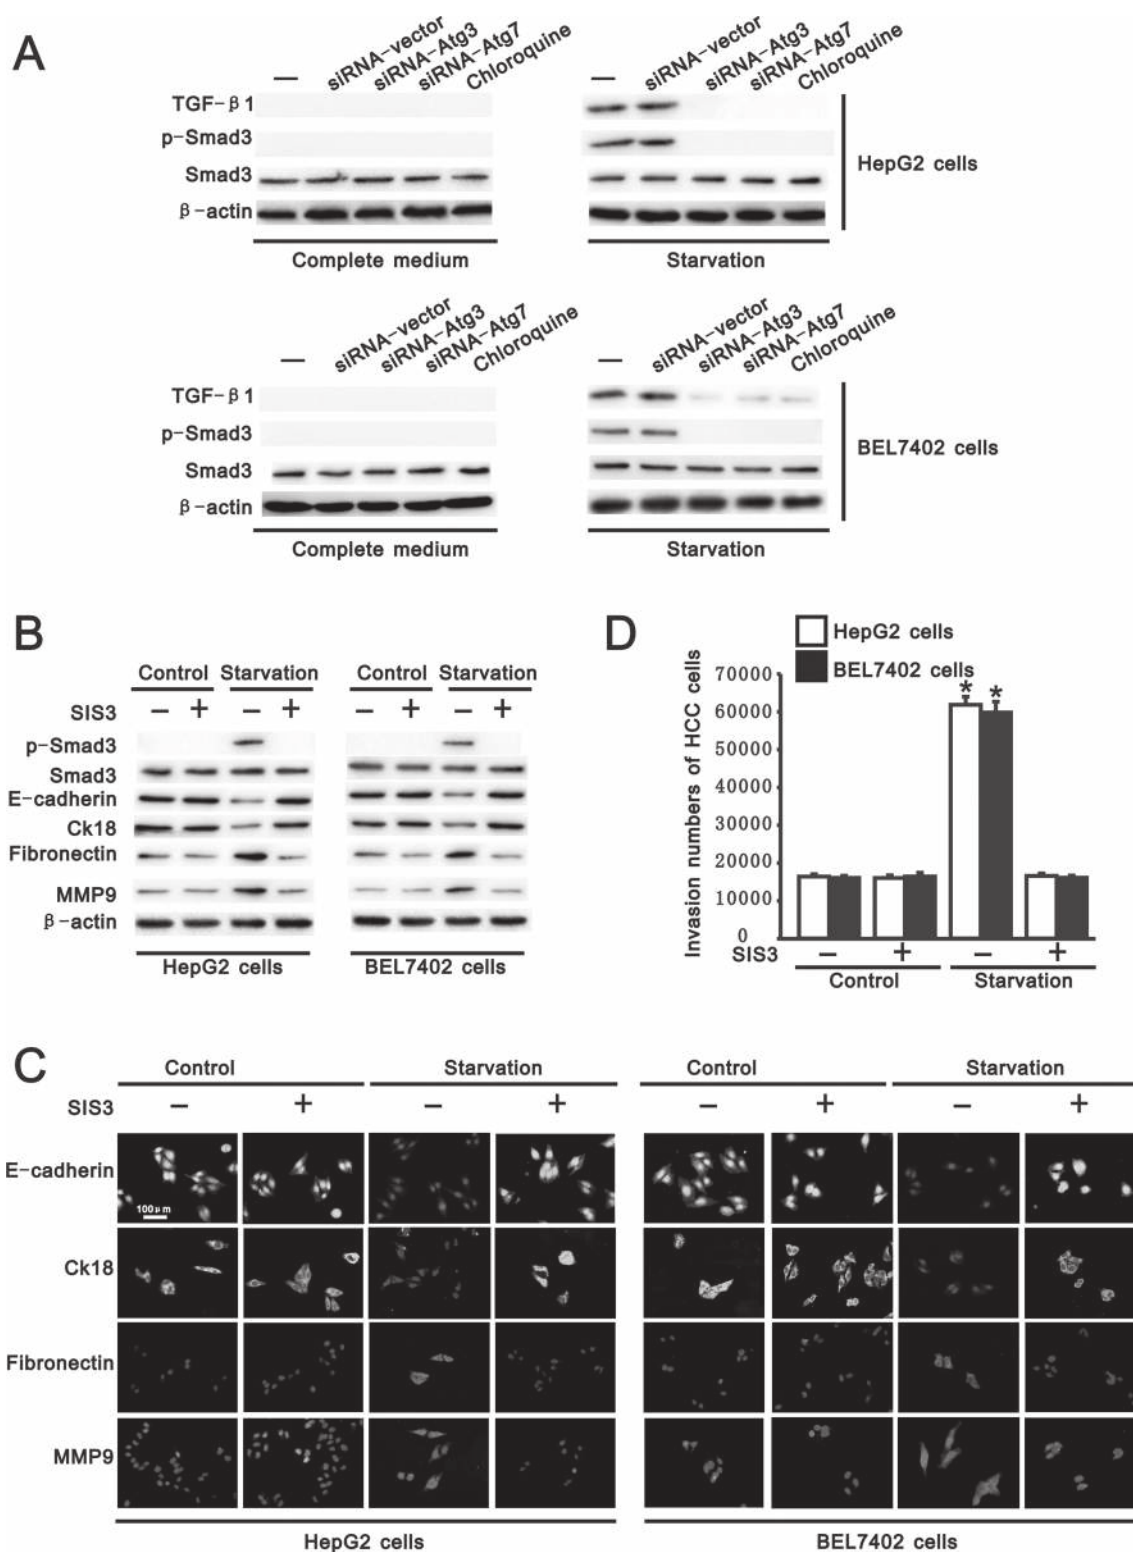 A
— siRNA-vector siRNA-Atg3 siRNA-Atg7 Chloroquine
— siRNA-vector siRNA-Atg3 siRNA-Atg7 Chloroquine
TGF-β1
p-Smad3
Smad3
β-actin
HepG2 cells
Complete medium
Starvation
— siRNA-vector siRNA-Atg3 siRNA-Atg7 Chloroquine
— siRNA-vector siRNA-Atg3 siRNA-Atg7 Chloroquine
TGF-β1
p-Smad3
Smad3
β-actin
BEL7402 cells
Complete medium
Starvation
B
Control Starvation Control Starvation
SIS3 − + − + − + − +
p-Smad3
Smad3
E-cadherin
Ck18
Fibronectin
MMP9
β-actin
HepG2 cells BEL7402 cells
D
HepG2 cells
BEL7402 cells
Invasion numbers of HCC cells
70000
60000
50000
40000
30000
20000
10000
0
* *
SIS3 − + − +
Control Starvation
C
Control Starvation Control Starvation
SIS3 − + − + − + − +
E-cadherin
100μm
Ck18
Fibronectin
MMP9
HepG2 cells BEL7402 cells